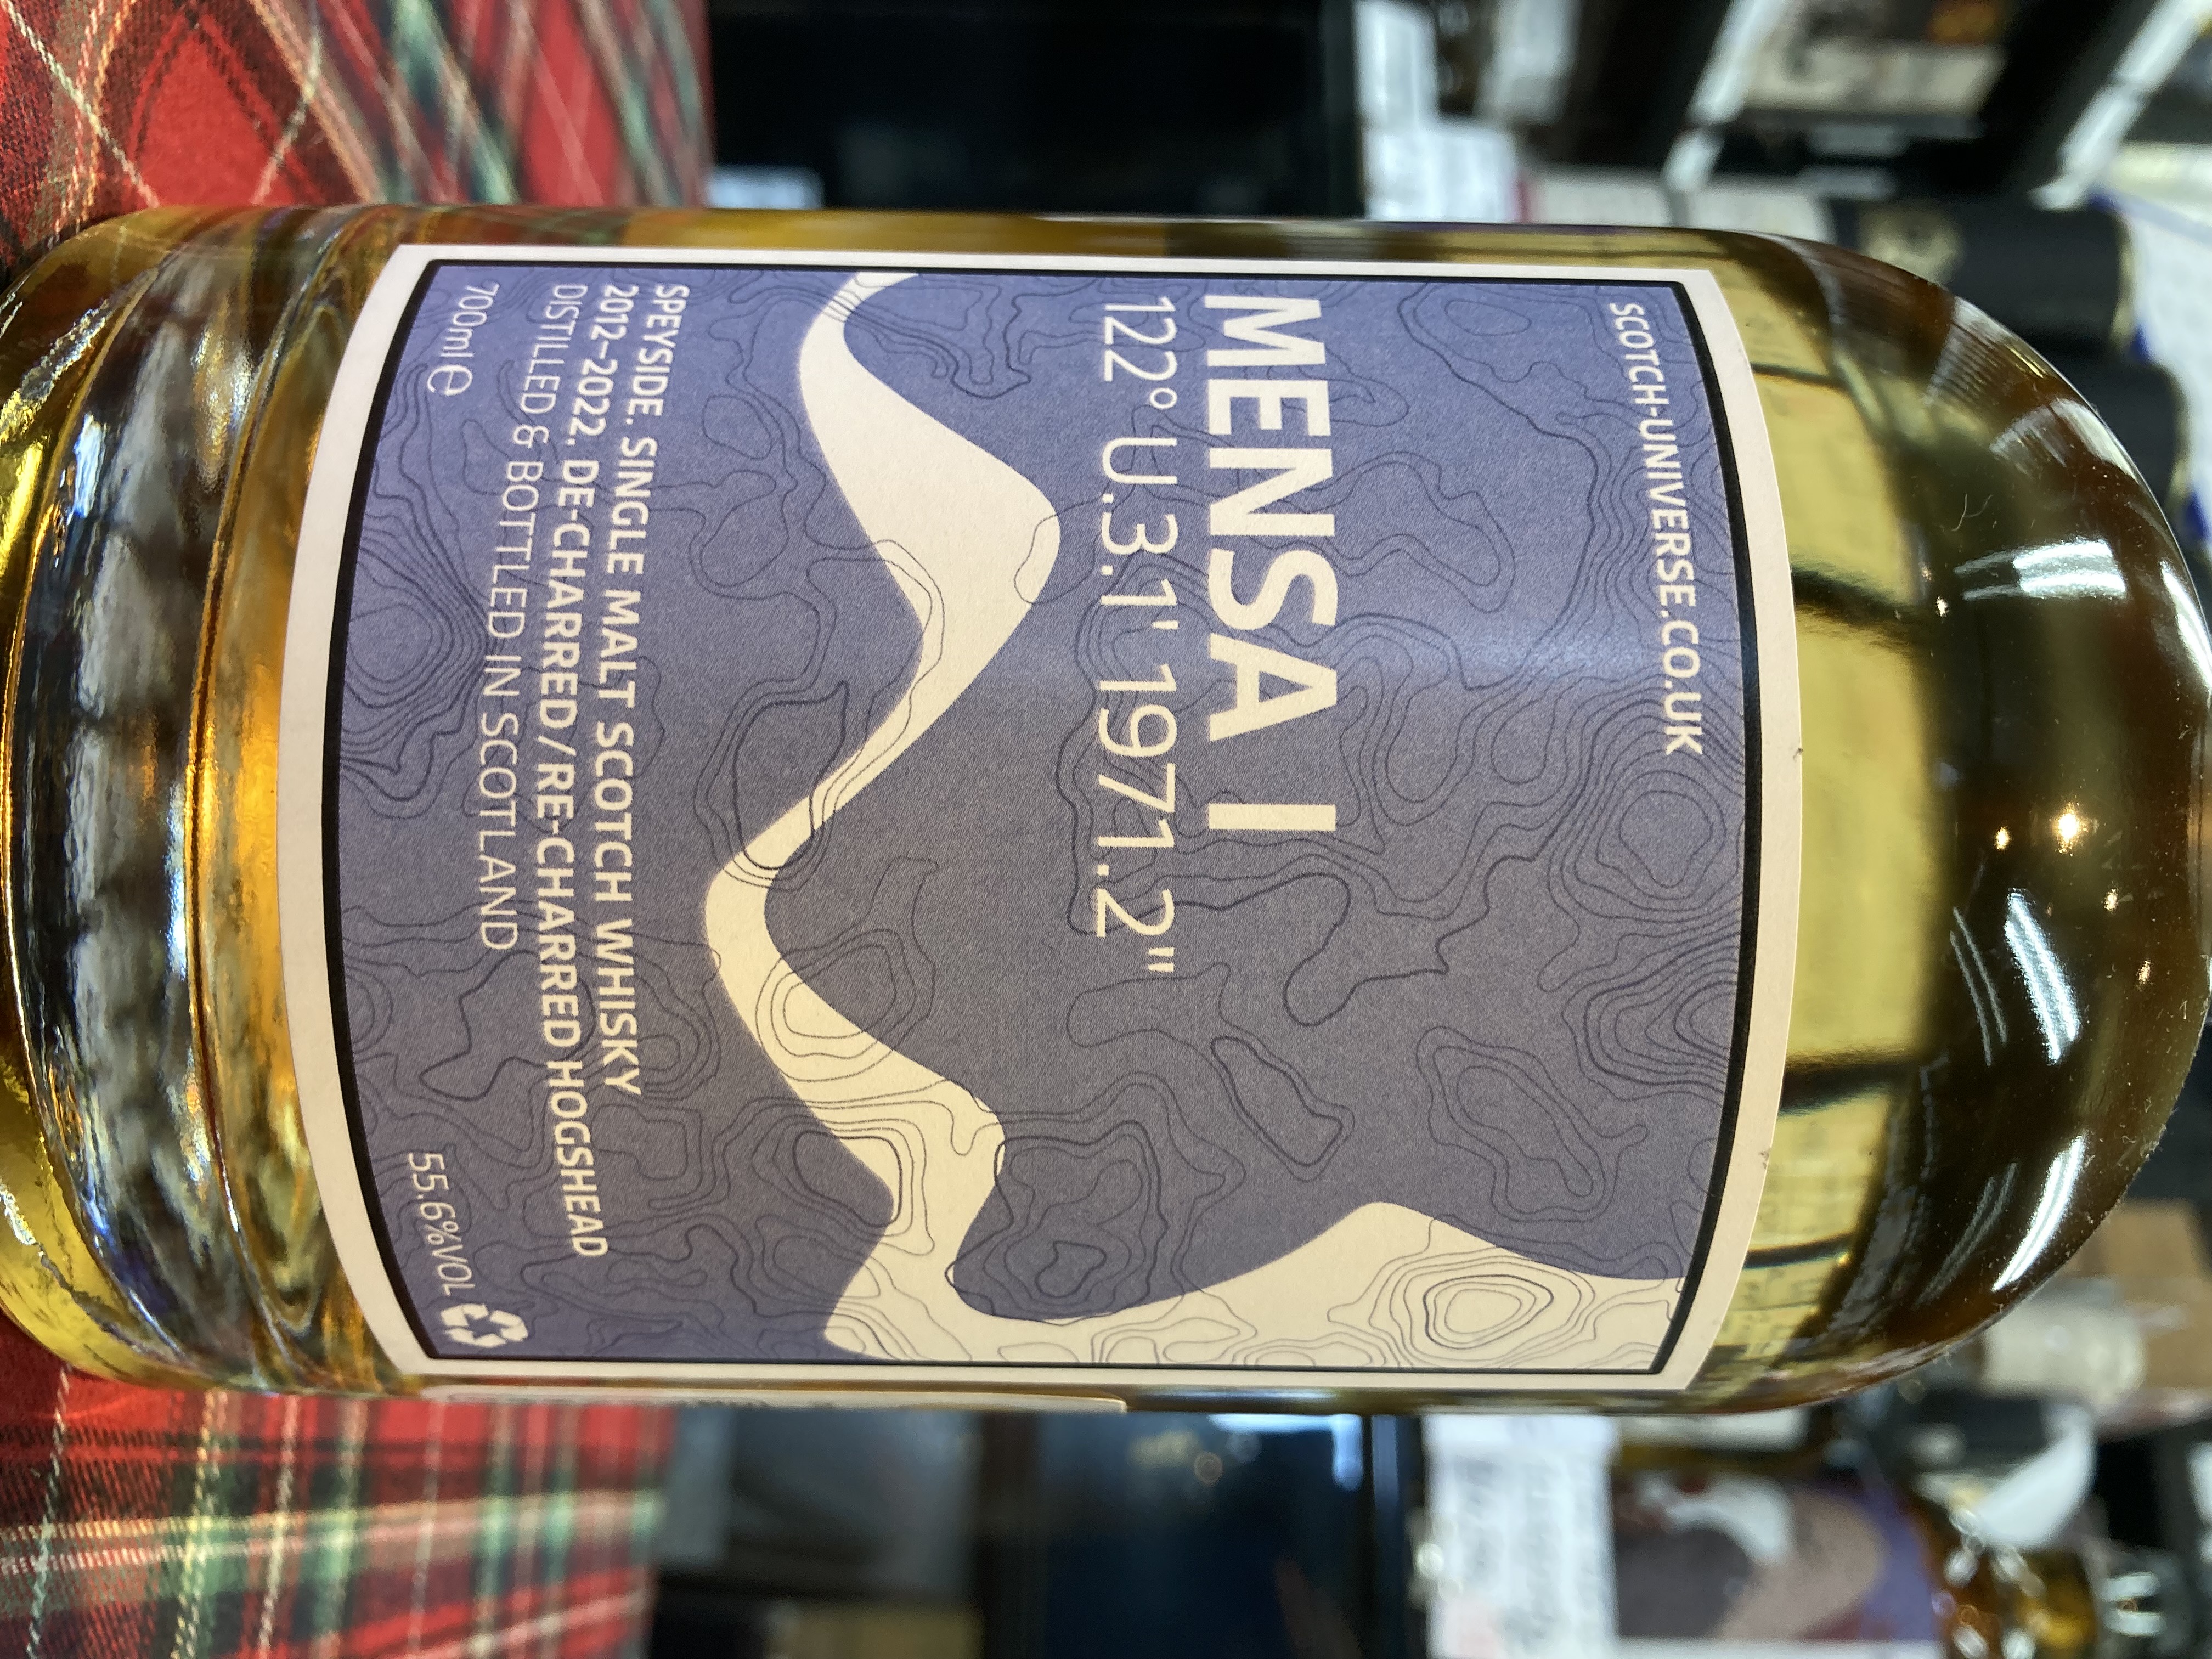 SCOTCH-UNIVERSE.CO.UK
MENSA I
122° U.3.1' 1971.2"
SPEYSIDE. SINGLE MALT SCOTCH WHISKY
2012-2022. DE-CHARRED/RE-CHARRED HOGSHEAD
DISTILLED & BOTTLED IN SCOTLAND
700ml e
55.6%VOL